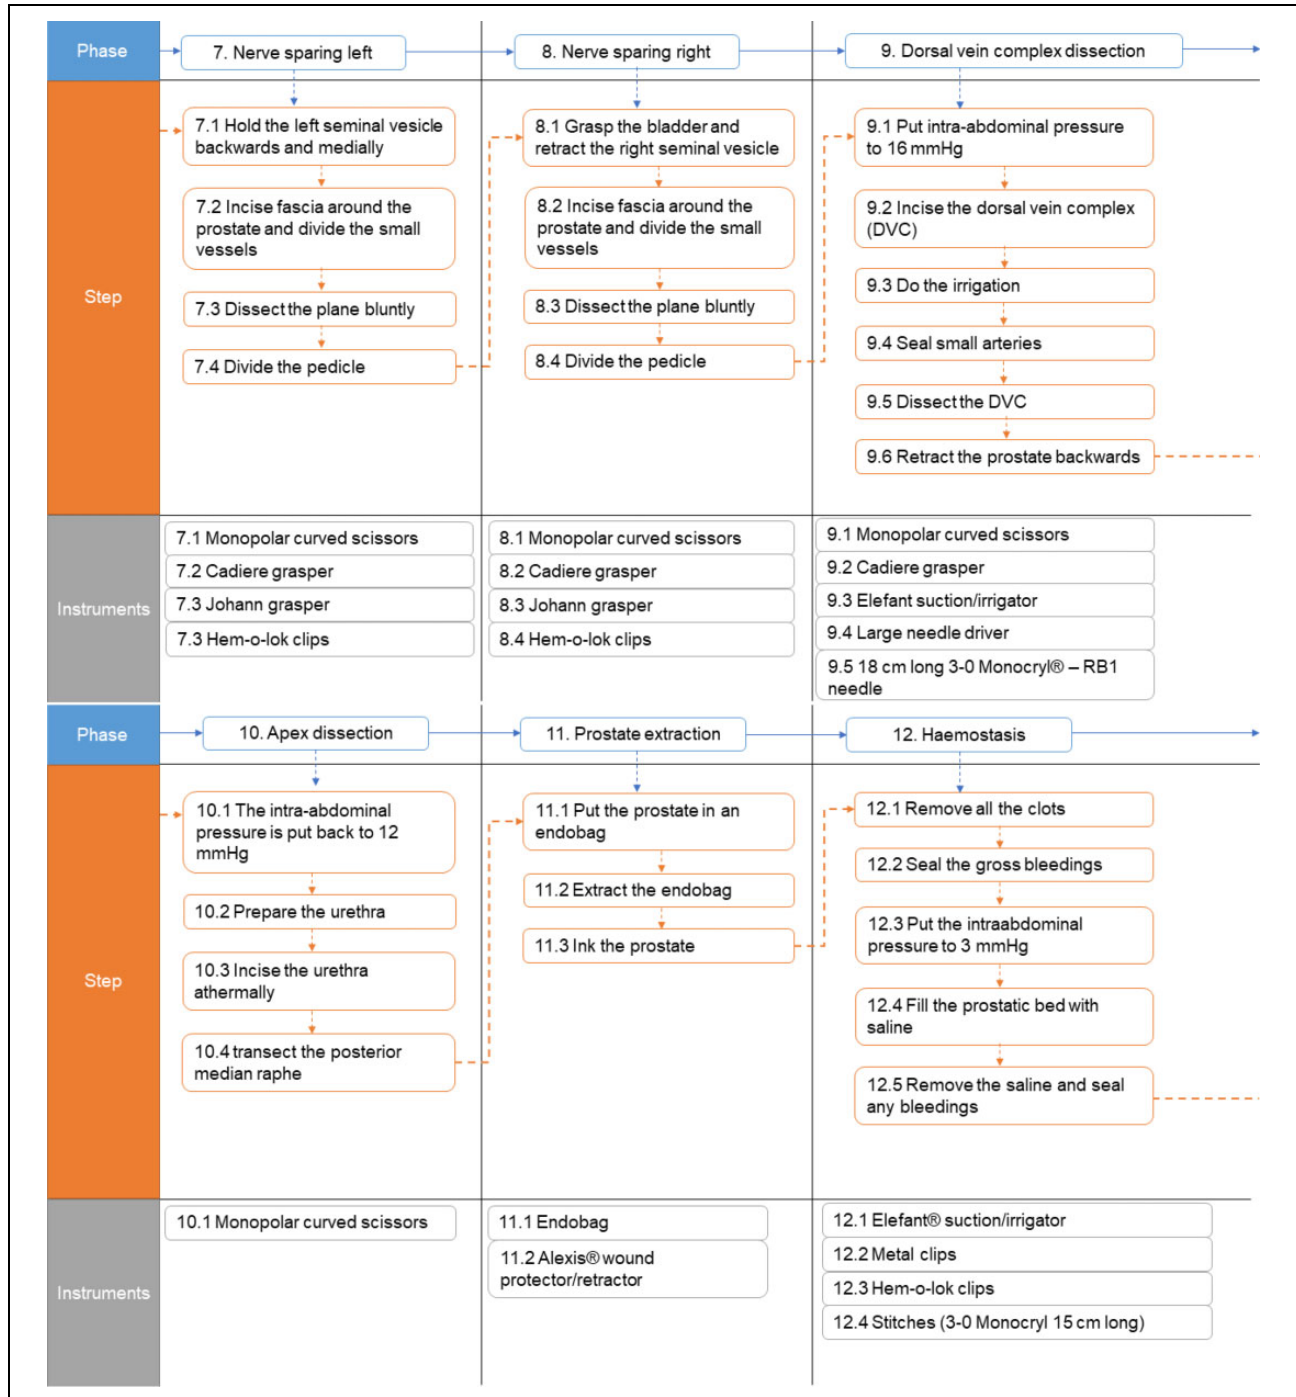 Phase
7. Nerve sparing left
8. Nerve sparing right
9. Dorsal vein complex dissection
Step
7.1 Hold the left seminal vesicle
backwards and medially
7.2 Incise fascia around the
prostate and divide the small
vessels
7.3 Dissect the plane bluntly
7.4 Divide the pedicle
8.1 Grasp the bladder and
retract the right seminal vesicle
8.2 Incise fascia around the
prostate and divide the small
vessels
8.3 Dissect the plane bluntly
8.4 Divide the pedicle
9.1 Put intra-abdominal pressure
to 16 mmHg
9.2 Incise the dorsal vein complex
(DVC)
9.3 Do the irrigation
9.4 Seal small arteries
9.5 Dissect the DVC
9.6 Retract the prostate backwards
Instruments
7.1 Monopolar curved scissors
7.2 Cadiere grasper
7.3 Johann grasper
7.3 Hem-o-lok clips
8.1 Monopolar curved scissors
8.2 Cadiere grasper
8.3 Johann grasper
8.4 Hem-o-lok clips
9.1 Monopolar curved scissors
9.2 Cadiere grasper
9.3 Elefant suction/irrigator
9.4 Large needle driver
9.5 18 cm long 3-0 Monocryl® – RB1
needle
Phase
10. Apex dissection
11. Prostate extraction
12. Haemostasis
Step
10.1 The intra-abdominal
pressure is put back to 12
mmHg
10.2 Prepare the urethra
10.3 Incise the urethra
athermally
10.4 transect the posterior
median raphe
11.1 Put the prostate in an
endobag
11.2 Extract the endobag
11.3 Ink the prostate
12.1 Remove all the clots
12.2 Seal the gross bleedings
12.3 Put the intraabdominal
pressure to 3 mmHg
12.4 Fill the prostatic bed with
saline
12.5 Remove the saline and seal
any bleedings
Instruments
10.1 Monopolar curved scissors
11.1 Endobag
11.2 Alexis® wound
protector/retractor
12.1 Elefant® suction/irrigator
12.2 Metal clips
12.3 Hem-o-lok clips
12.4 Stitches (3-0 Monocryl 15 cm long)